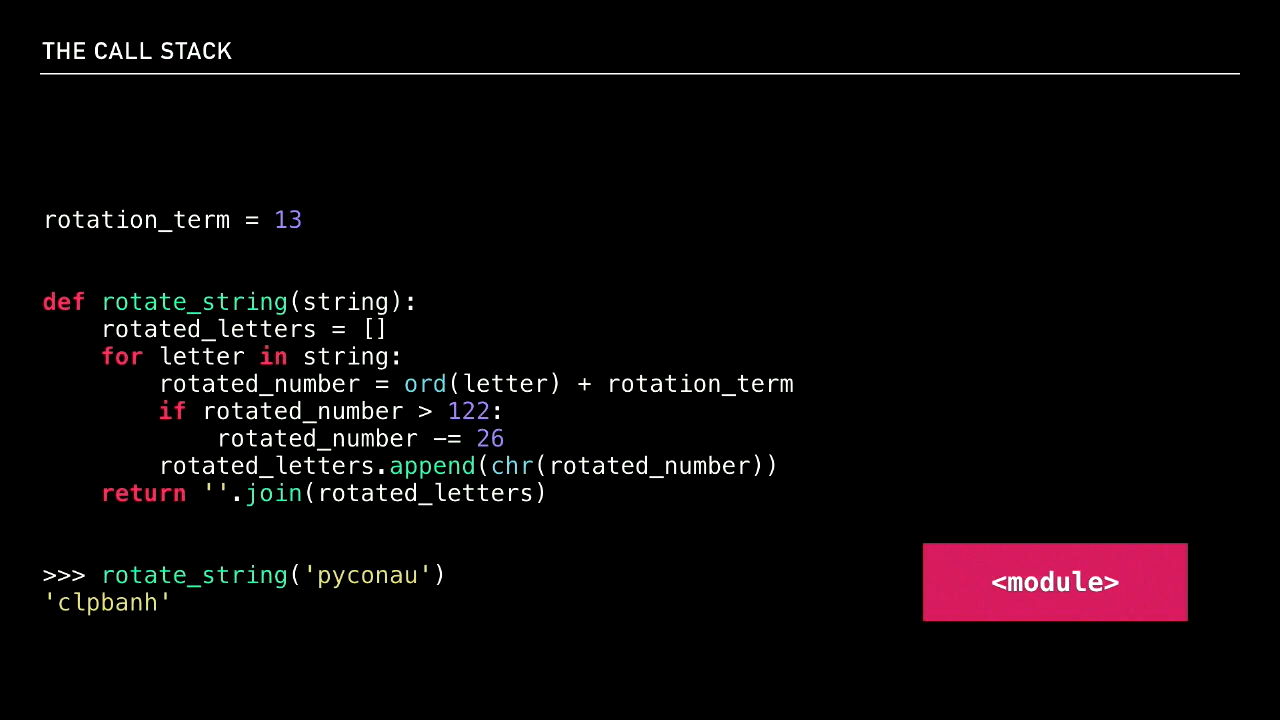 THE CALL STACK
rotation_term = 13
def rotate_string(string):
    rotated_letters = []
    for letter in string:
        rotated_number = ord(letter) + rotation_term
        if rotated_number > 122:
            rotated_number -= 26
        rotated_letters.append(chr(rotated_number))
    return ''.join(rotated_letters)
>>> rotate_string('pyconau')
'clpbanh'
<module>